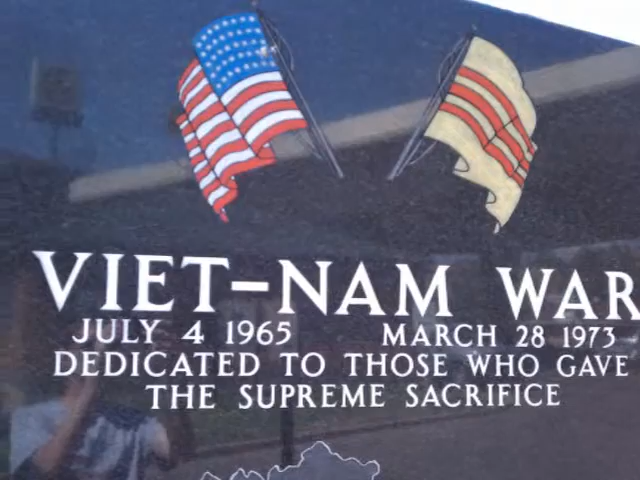 VIET-NAM WAR
JULY 4 1965 MARCH 28 1973
DEDICATED TO THOSE WHO GAVE
THE SUPREME SACRIFICE